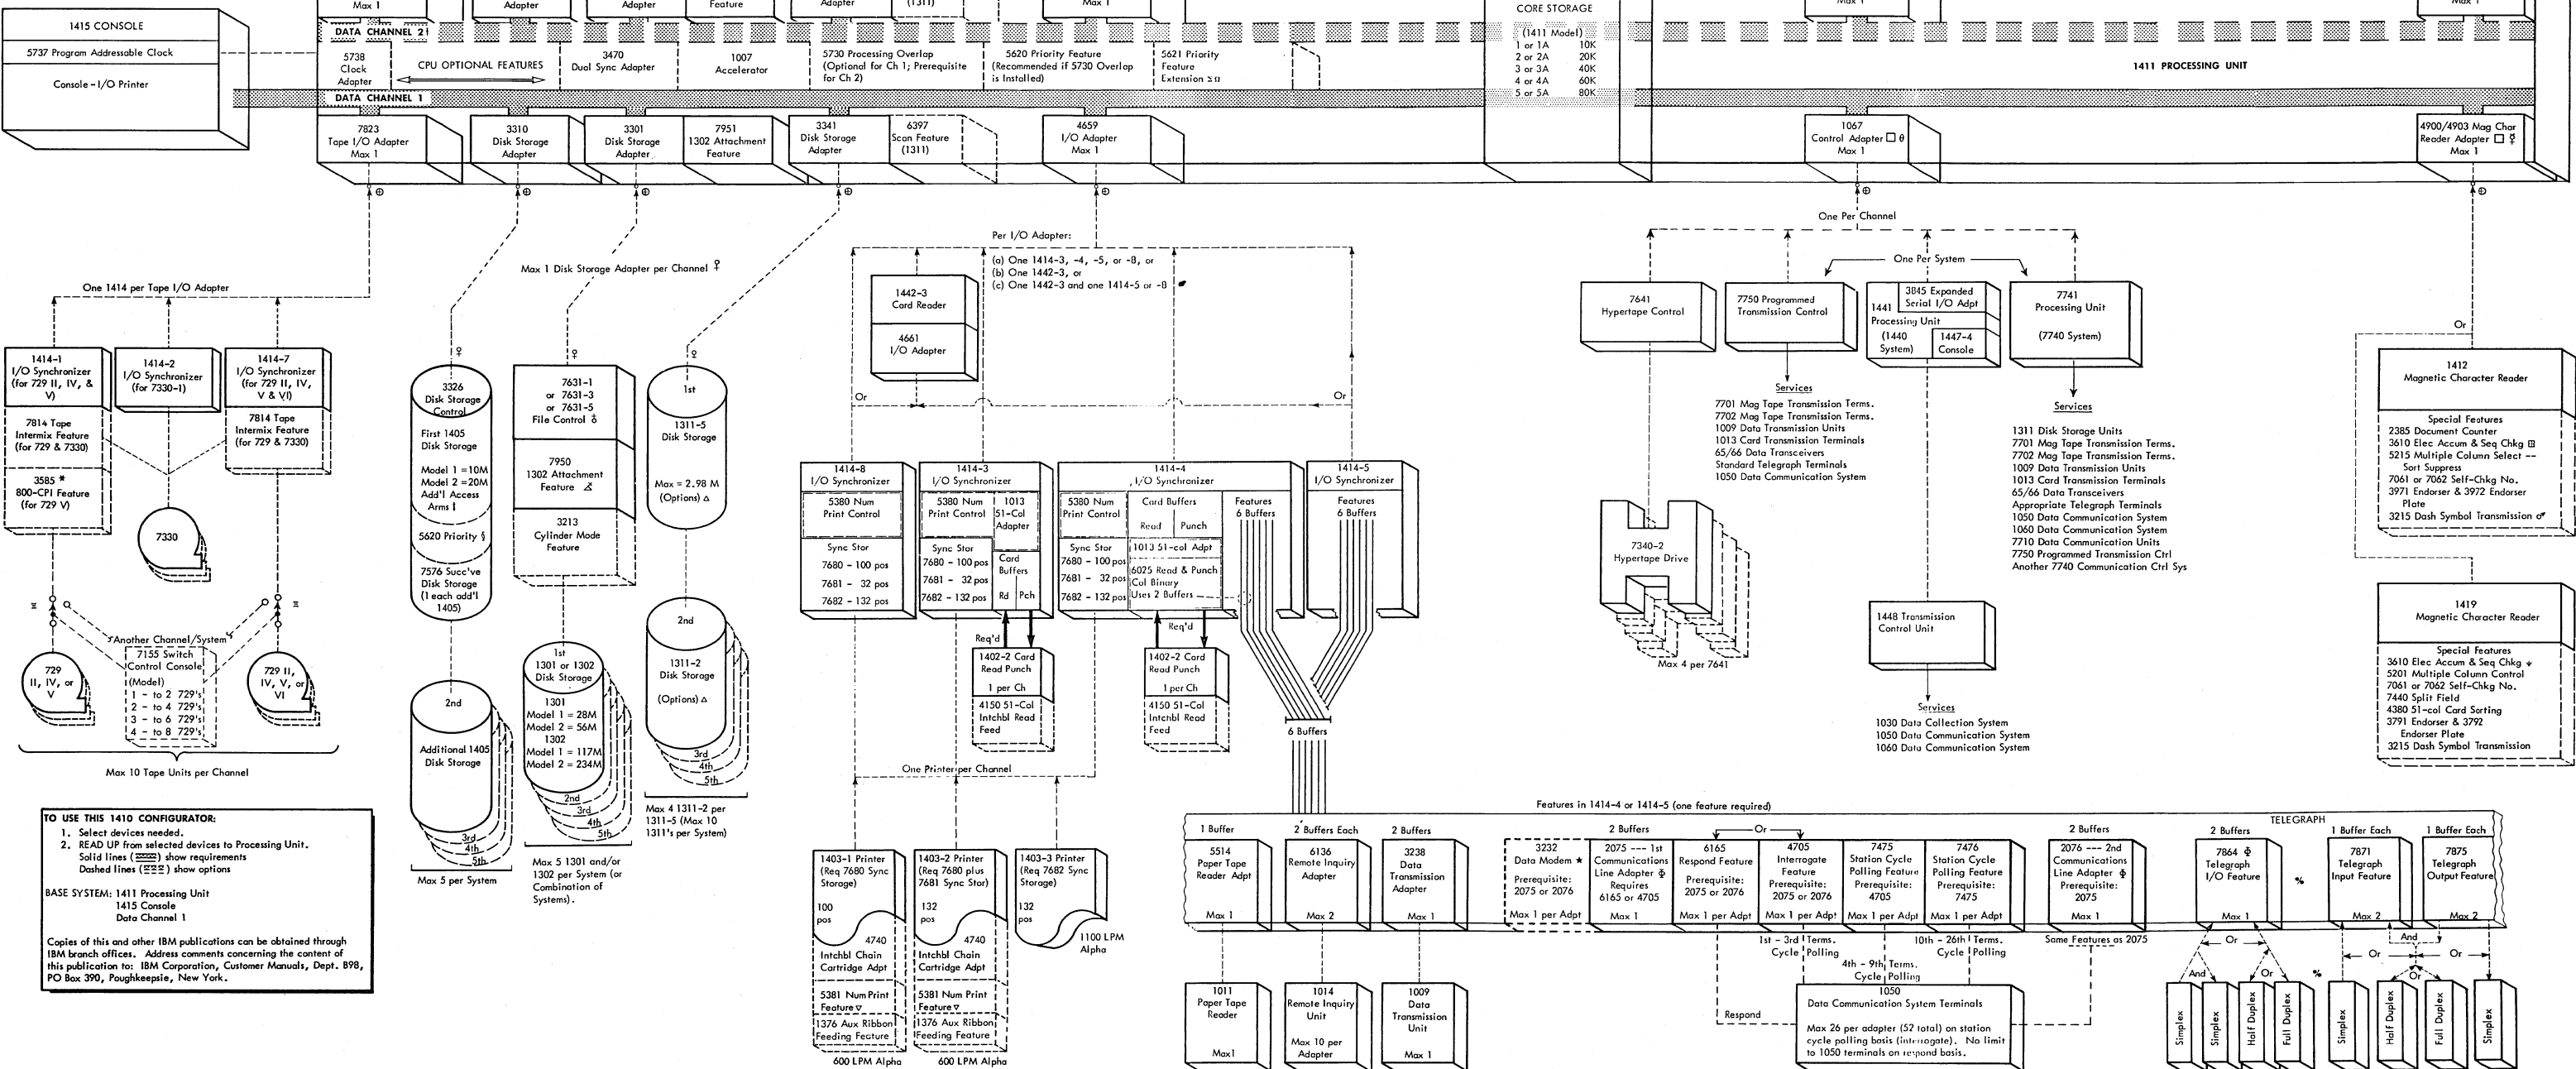 Max 1
Adapter
Adapter
Feature
Adapter
(1311)
Max 1
Max 1
Max 1
1415 CONSOLE
5737 Program Addressable Clock
Console - I/O Printer
DATA CHANNEL 2
5738
Clock
Adapter
CPU OPTIONAL FEATURES
3470
Dual Sync Adapter
1007
Accelerator
5730 Processing Overlap
(Optional for Ch 1; Prerequisite
for Ch 2)
5620 Priority Feature
(Recommended if 5730 Overlap
is Installed)
5621 Priority
Feature
Extension Σ Ω
CORE STORAGE
(1411 Model)
1 or 1A 10K
2 or 2A 20K
3 or 3A 40K
4 or 4A 60K
5 or 5A 80K
1411 PROCESSING UNIT
DATA CHANNEL 1
7823
Tape I/O Adapter
Max 1
3310
Disk Storage
Adapter
3301
Disk Storage
Adapter
7951
1302 Attachment
Feature
3341
Disk Storage
Adapter
6397
Scan Feature
(1311)
4659
I/O Adapter
Max 1
1067
Control Adapter □ θ
Max 1
4900/4903 Mag Char
Reader Adapter □ ☿
Max 1
One 1414 per Tape I/O Adapter
1414-1
I/O Synchronizer
(for 729 II, IV, &
V)
7814 Tape
Intermix Feature
(for 729 & 7330)
3585 *
800-CPI Feature
(for 729 V)
1414-2
I/O Synchronizer
(for 7330-1)
7330
1414-7
I/O Synchronizer
(for 729 II, IV,
V & VI)
7814 Tape
Intermix Feature
(for 729 & 7330)
Another Channel/System
729
II, IV, or
V
7155 Switch
Control Console
(Model)
1 - to 2 729's
2 - to 4 729's
3 - to 6 729's
4 - to 8 729's
729 II,
IV, V, or
VI
Max 10 Tape Units per Channel
Max 1 Disk Storage Adapter per Channel ♀
3326
Disk Storage
Control
First 1405
Disk Storage
Model 1 =10M
Model 2 =20M
Add'l Access
Arms
5620 Priority §
7576 Succ've
Disk Storage
(1 each add'l
1405)
2nd
Additional 1405
Disk Storage
3rd
4th
5th
Max 5 per System
7631-1
or 7631-3
or 7631-5
File Control
7950
1302 Attachment
Feature
3213
Cylinder Mode
Feature
1st
1301 or 1302
Disk Storage
1301
Model 1 = 28M
Model 2 = 56M
1302
Model 1 = 117M
Model 2 = 234M
2nd
3rd
4th
5th
Max 5 1301 and/or
1302 per System (or
Combination of
Systems).
1st
1311-5
Disk Storage
Max = 2.98 M
(Options) Δ
2nd
1311-2
Disk Storage
(Options) Δ
3rd
4th
5th
Max 4 1311-2 per
1311-5 (Max 10
1311's per System)
Per I/O Adapter:
(a) One 1414-3, -4, -5, or -8, or
(b) One 1442-3, or
(c) One 1442-3 and one 1414-5 or -8
1442-3
Card Reader
4661
I/O Adapter
Or
Or
1414-8
I/O Synchronizer
5380 Num
Print Control
Sync Stor
7680 - 100 pos
7681 - 32 pos
7682 - 132 pos
1414-3
I/O Synchronizer
5380 Num
Print Control
1013
51-Col
Adapter
Sync Stor
7680 - 100 pos
7681 - 32 pos
7682 - 132 pos
Card
Buffers
Rd Pch
1414-4
I/O Synchronizer
5380 Num
Print Control
Card Buffers
Read Punch
Sync Stor
7680 - 100 pos
7681 - 32 pos
7682 - 132 pos
1013 51-col Adpt
6025 Read & Punch
Col Binary
Uses 2 Buffers
Features
6 Buffers
1414-5
I/O Synchronizer
Features
6 Buffers
Req'd
1402-2 Card
Read Punch
1 per Ch
4150 51-Col
Intchbl Read
Feed
Req'd
1402-2 Card
Read Punch
1 per Ch
4150 51-Col
Intchbl Read
Feed
6 Buffers
One Printer per Channel
1403-1 Printer
(Req 7680 Sync
Storage)
100
pos
4740
Intchbl Chain
Cartridge Adpt
5381 Num Print
Feature ▽
1376 Aux Ribbon
Feeding Feature
600 LPM Alpha
1403-2 Printer
(Req 7680 plus
7681 Sync Stor)
132
pos
4740
Intchbl Chain
Cartridge Adpt
5381 Num Print
Feature ▽
1376 Aux Ribbon
Feeding Feature
600 LPM Alpha
1403-3 Printer
(Req 7682 Sync
Storage)
132
pos
1100 LPM
Alpha
One Per Channel
One Per System
7641
Hypertape Control
7340-2
Hypertape Drive
Max 4 per 7641
7750 Programmed
Transmission Control
Services
7701 Mag Tape Transmission Terms.
7702 Mag Tape Transmission Terms.
1009 Data Transmission Units
1013 Card Transmission Terminals
65/66 Data Transceivers
Standard Telegraph Terminals
1050 Data Communication System
3845 Expanded
Serial I/O Adpt
1441
Processing Unit
(1440
System)
1447-4
Console
1448 Transmission
Control Unit
Services
1030 Data Collection System
1050 Data Communication System
1060 Data Communication System
7741
Processing Unit
(7740 System)
Services
1311 Disk Storage Units
7701 Mag Tape Transmission Terms.
7702 Mag Tape Transmission Terms.
1009 Data Transmission Units
1013 Card Transmission Terminals
65/66 Data Transceivers
Appropriate Telegraph Terminals
1050 Data Communication System
1060 Data Communication System
7710 Data Communication Units
7750 Programmed Transmission Ctrl
Another 7740 Communication Ctrl Sys
Or
1412
Magnetic Character Reader
Special Features
2385 Document Counter
3610 Elec Accum & Seq Chkg ⊞
5215 Multiple Column Select --
Sort Suppress
7061 or 7062 Self-Chkg No.
3971 Endorser & 3972 Endorser
Plate
3215 Dash Symbol Transmission ♂
1419
Magnetic Character Reader
Special Features
3610 Elec Accum & Seq Chkg
5201 Multiple Column Control
7061 or 7062 Self-Chkg No.
7440 Split Field
4380 51-col Card Sorting
3791 Endorser & 3792
Endorser Plate
3215 Dash Symbol Transmission
TO USE THIS 1410 CONFIGURATOR:
1. Select devices needed.
2. READ UP from selected devices to Processing Unit.
Solid lines ( ) show requirements
Dashed lines ( ) show options
BASE SYSTEM: 1411 Processing Unit
1415 Console
Data Channel 1
Copies of this and other IBM publications can be obtained through
IBM branch offices. Address comments concerning the content of
this publication to: IBM Corporation, Customer Manuals, Dept. B98,
PO Box 390, Poughkeepsie, New York.
Features in 1414-4 or 1414-5 (one feature required)
1 Buffer
5514
Paper Tape
Reader Adpt
Max 1
2 Buffers Each
6136
Remote Inquiry
Adapter
Max 2
2 Buffers
3238
Data
Transmission
Adapter
Max 1
3232
Data Modem ★
Prerequisite:
2075 or 2076
Max 1 per Adpt
2 Buffers
2075 --- 1st
Communications
Line Adapter Φ
Requires
6165 or 4705
Max 1
Or
6165
Respond Feature
Prerequisite:
2075 or 2076
Max 1 per Adpt
4705
Interrogate
Feature
Prerequisite:
2075 or 2076
Max 1 per Adpt
7475
Station Cycle
Polling Feature
Prerequisite:
4705
Max 1 per Adpt
7476
Station Cycle
Polling Feature
Prerequisite:
7475
Max 1 per Adpt
2 Buffers
2076 --- 2nd
Communications
Line Adapter Φ
Prerequisite:
2075
Max 1
TELEGRAPH
2 Buffers
7864 Φ
Telegraph
I/O Feature
Max 1
%
1 Buffer Each
7871
Telegraph
Input Feature
Max 2
1 Buffer Each
7875
Telegraph
Output Feature
Max 2
1st - 3rd Terms.
Cycle Polling
4th - 9th Terms.
Cycle Polling
10th - 26th Terms.
Cycle Polling
Same Features as 2075
Respond
1011
Paper Tape
Reader
Max1
1014
Remote Inquiry
Unit
Max 10 per
Adapter
1009
Data
Transmission
Unit
Max 1
1050
Data Communication System Terminals
Max 26 per adapter (52 total) on station
cycle polling basis (interrogate). No limit
to 1050 terminals on respond basis.
Or
And
Or
%
And
Or
Or
Or
Simplex
Simplex
Half Duplex
Full Duplex
Simplex
Half Duplex
Full Duplex
Simplex